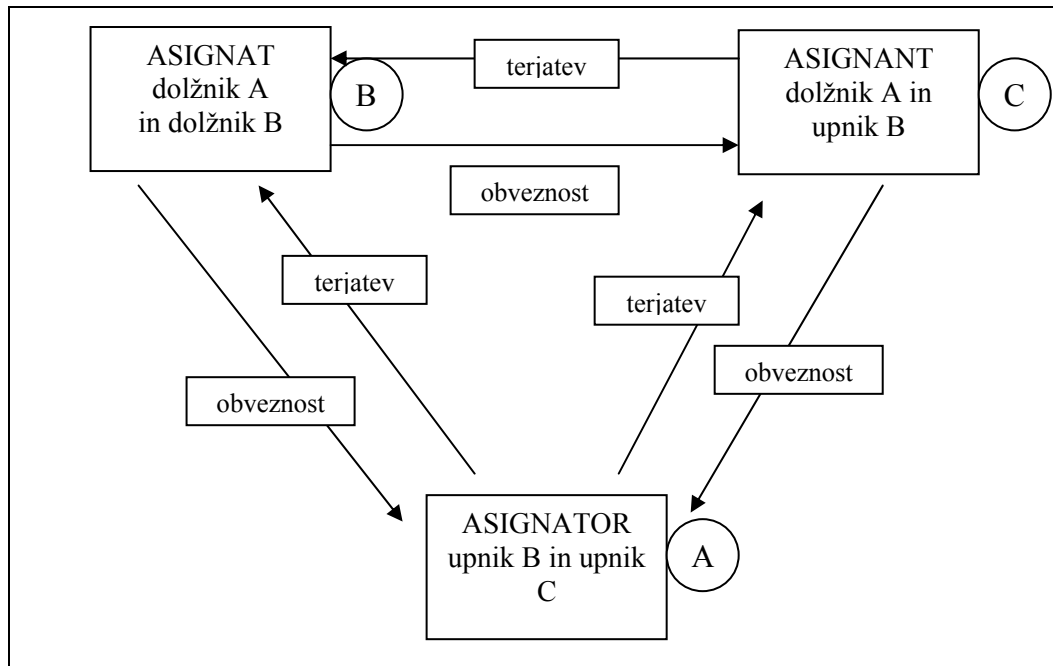 ASIGNAT
dolžnik A
in dolžnik B
B
terjatev
ASIGNANT
dolžnik A in
upnik B
C
obveznost
terjatev
terjatev
obveznost
obveznost
ASIGNATOR
upnik B in upnik
C
A